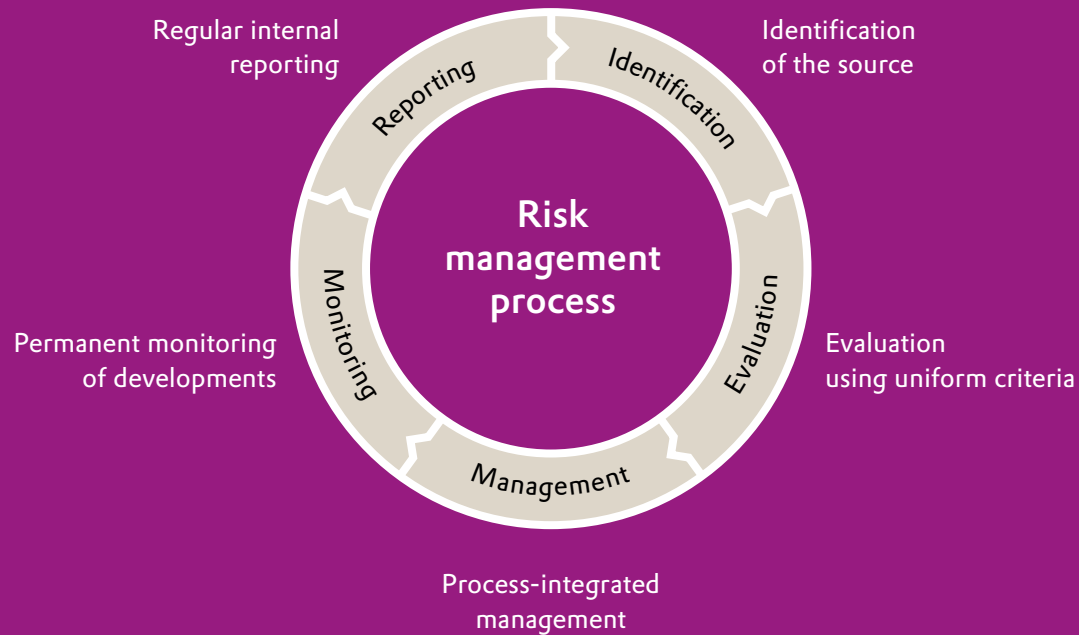 Regular internal
reporting
Identification
of the source
Reporting
Identification
Risk
management
process
Monitoring
Evaluation
Permanent monitoring
of developments
Evaluation
using uniform criteria
Management
Process-integrated
management